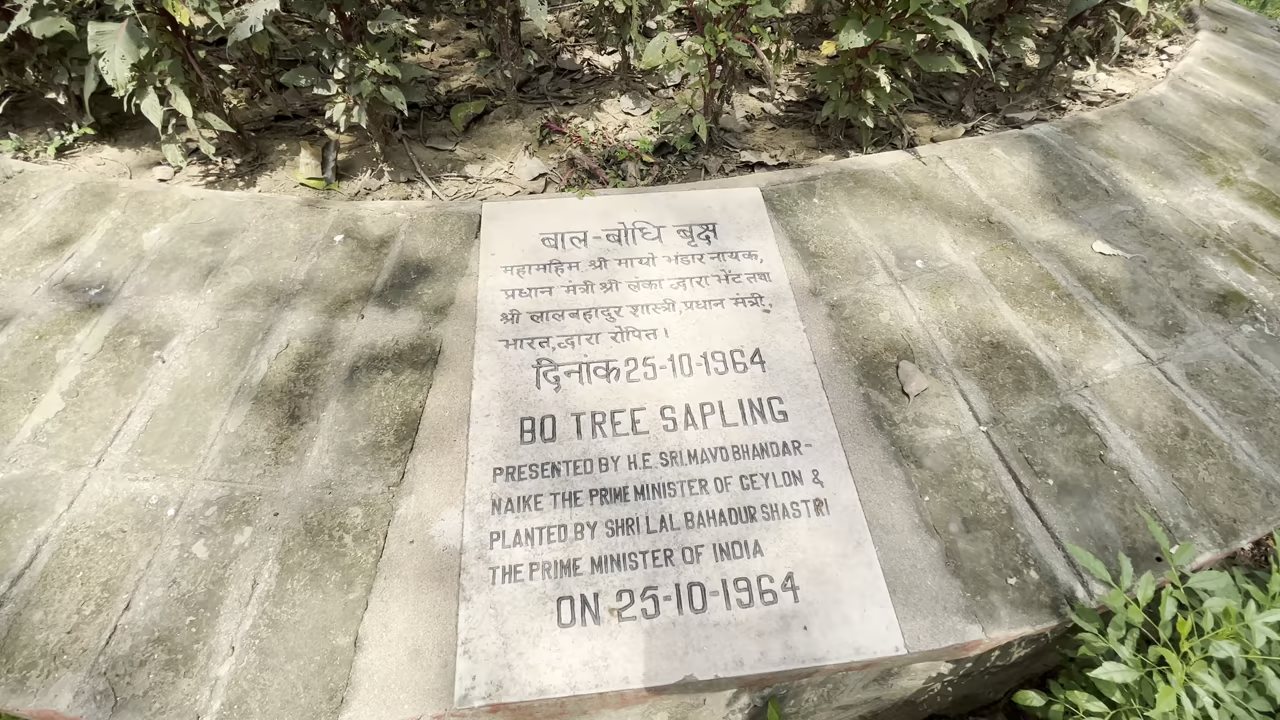 बाल-बोधि बृक्ष
महामहिम श्री मायो भंडार नायक,
प्रधान मंत्री श्री लंका द्वारा भेंट तथा
श्री लालबहादुर शास्त्री, प्रधान मंत्री,
भारत, द्वारा रोपित।
दिनांक 25-10-1964
BO TREE SAPLING
PRESENTED BY H.E. SRI.MAVO BHANDAR-
NAIKE THE PRIME MINISTER OF CEYLON &
PLANTED BY SHRI LAL BAHADUR SHASTRI
THE PRIME MINISTER OF INDIA
ON 25-10-1964